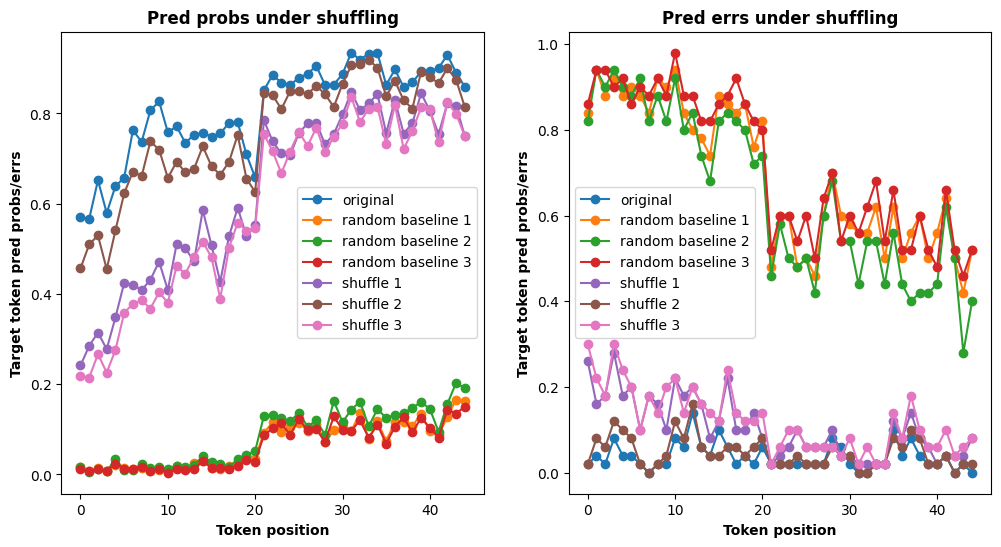 Pred probs under shuffling
Target token pred probs/errs
0.8
0.6
0.4
0.2
0.0
original
random baseline 1
random baseline 2
random baseline 3
shuffle 1
shuffle 2
shuffle 3
0 10 20 30 40
Token position
Pred errs under shuffling
Target token pred probs/errs
1.0
0.8
0.6
0.4
0.2
0.0
original
random baseline 1
random baseline 2
random baseline 3
shuffle 1
shuffle 2
shuffle 3
0 10 20 30 40
Token position